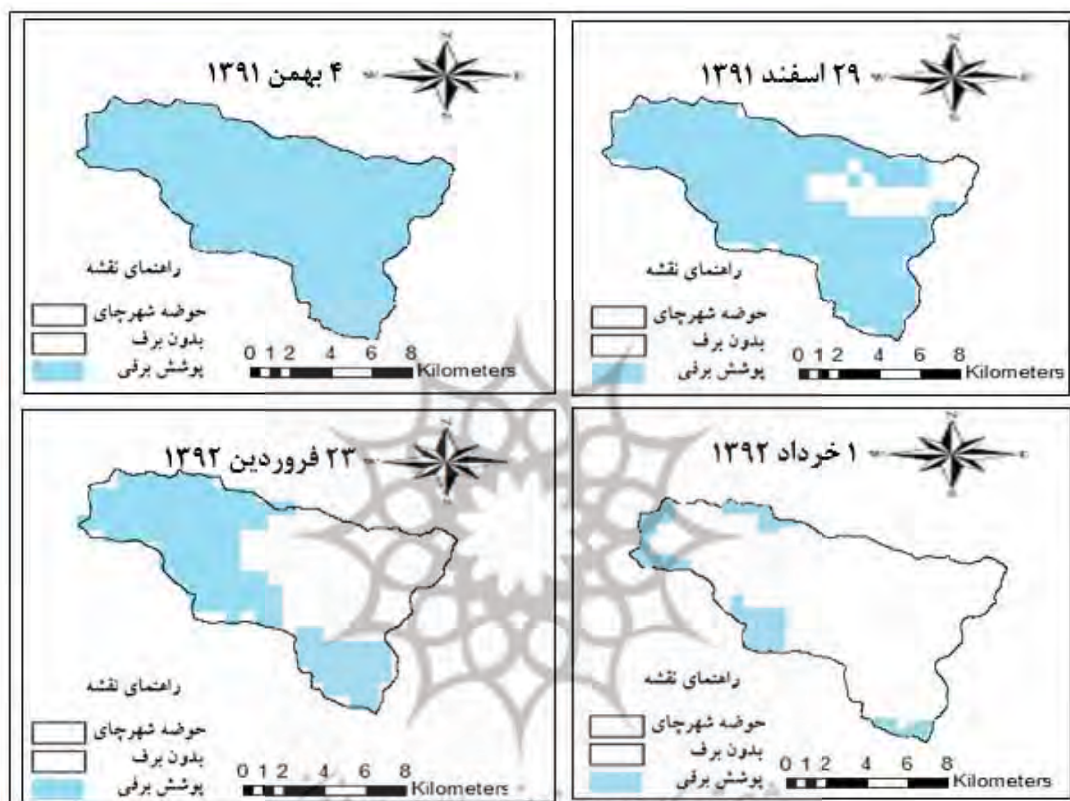 ۴ بهمن ۱۳۹۱
N
W
E
S
راهنمای نقشه
حوضه شهرچای
بدون برف
پوشش برفی
0 1 2 4 6 8
Kilometers
۲۹ اسفند ۱۳۹۱
N
W
E
S
راهنمای نقشه
حوضه شهرچای
بدون برف
پوشش برفی
0 1 2 4 6 8
Kilometers
۲۳ فروردین ۱۳۹۲
N
W
E
S
راهنمای نقشه
حوضه شهرچای
بدون برف
پوشش برفی
0 1 2 4 6 8
Kilometers
۱ خرداد ۱۳۹۲
N
W
E
S
راهنمای نقشه
حوضه شهرچای
بدون برف
پوشش برفی
0 1 2 4 6 8
Kilometers